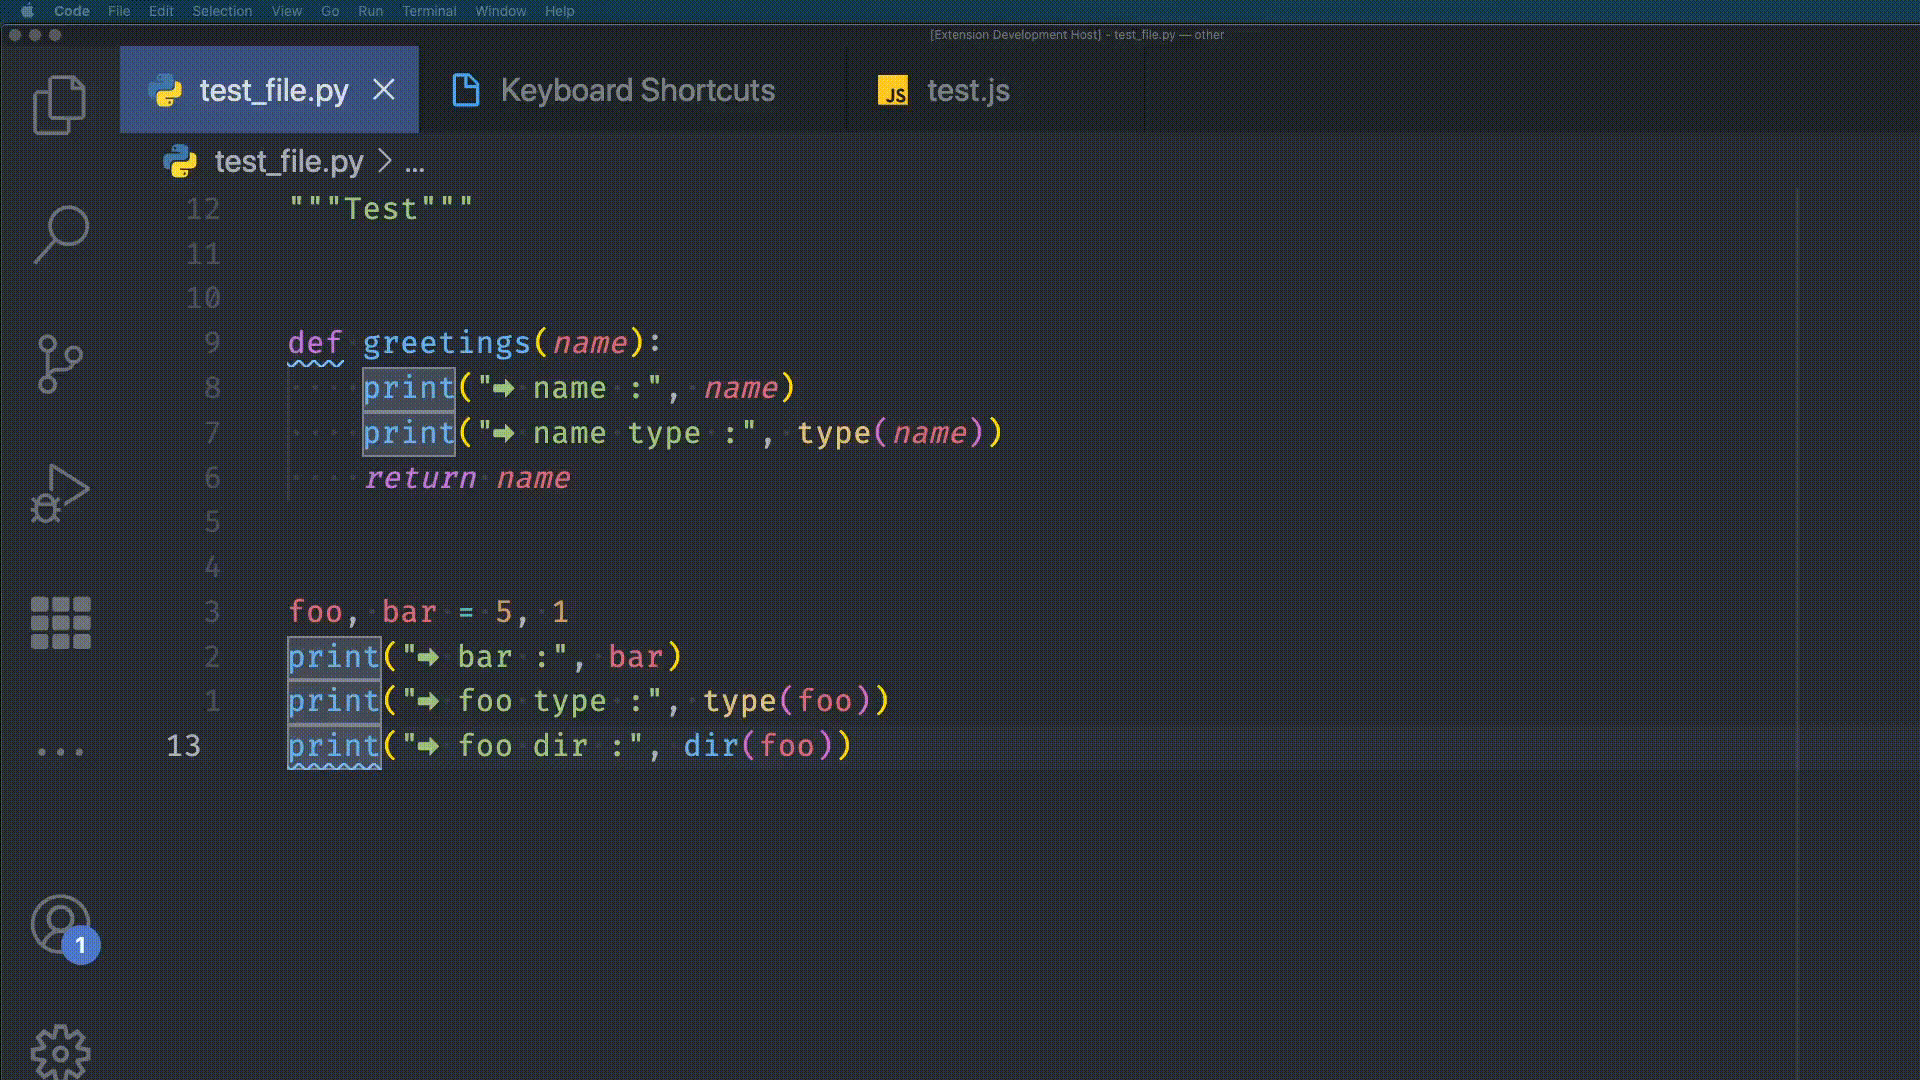 Code File Edit Selection View Go Run Terminal Window Help
[Extension Development Host] - test_file.py — other
test_file.py Keyboard Shortcuts JS test.js
test_file.py > ...
12 """Test"""
11
10
9 def greetings(name):
8 print("➡ name :", name)
7 print("➡ name type :", type(name))
6 return name
5
4
3 foo, bar = 5, 1
2 print("➡ bar :", bar)
1 print("➡ foo type :", type(foo))
13 print("➡ foo dir :", dir(foo))
1